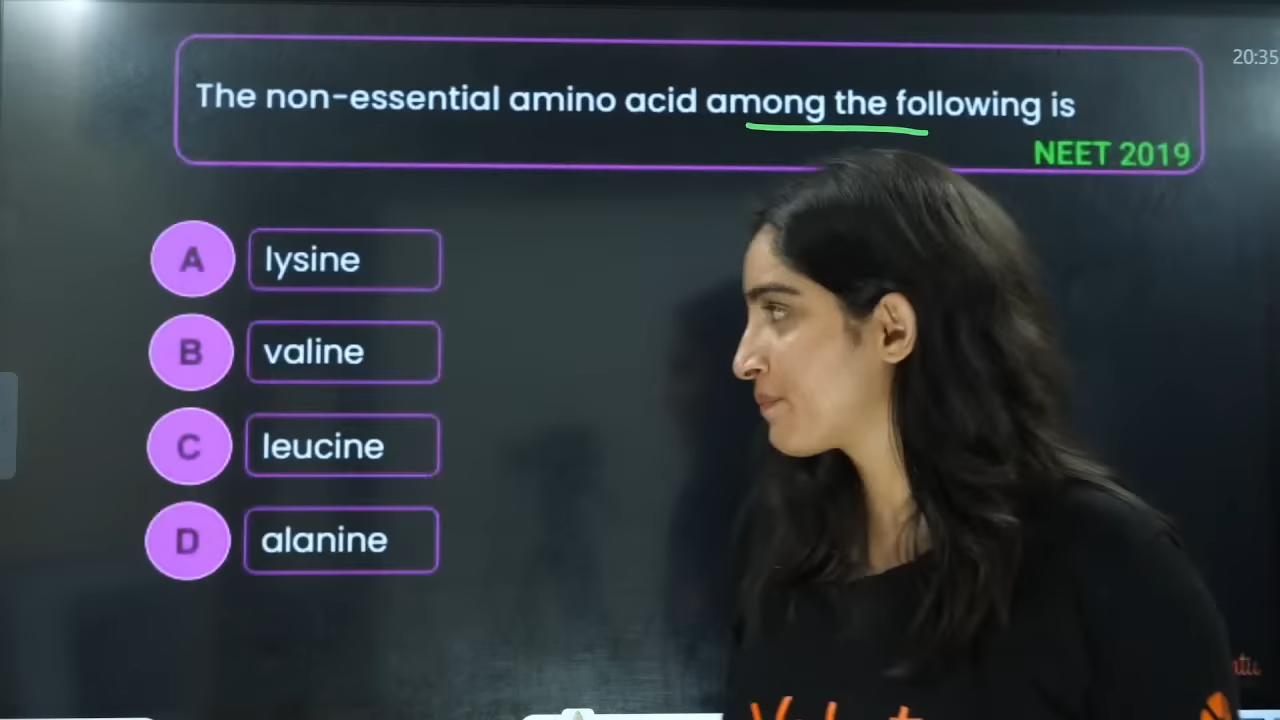 20:35
The non-essential amino acid among the following is
NEET 2019
A lysine
B valine
C leucine
D alanine